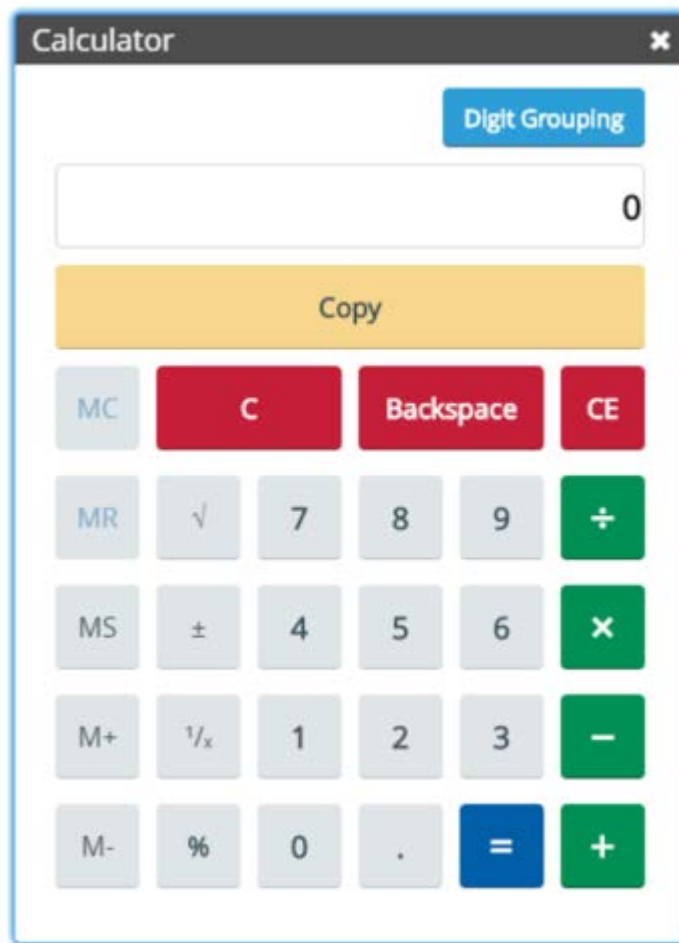 Calculator ✖
Digit Grouping
0
Copy
MC C Backspace CE
MR √ 7 8 9 ÷
MS ± 4 5 6 ×
M+ ¹/ₓ 1 2 3 −
M- % 0 . = +